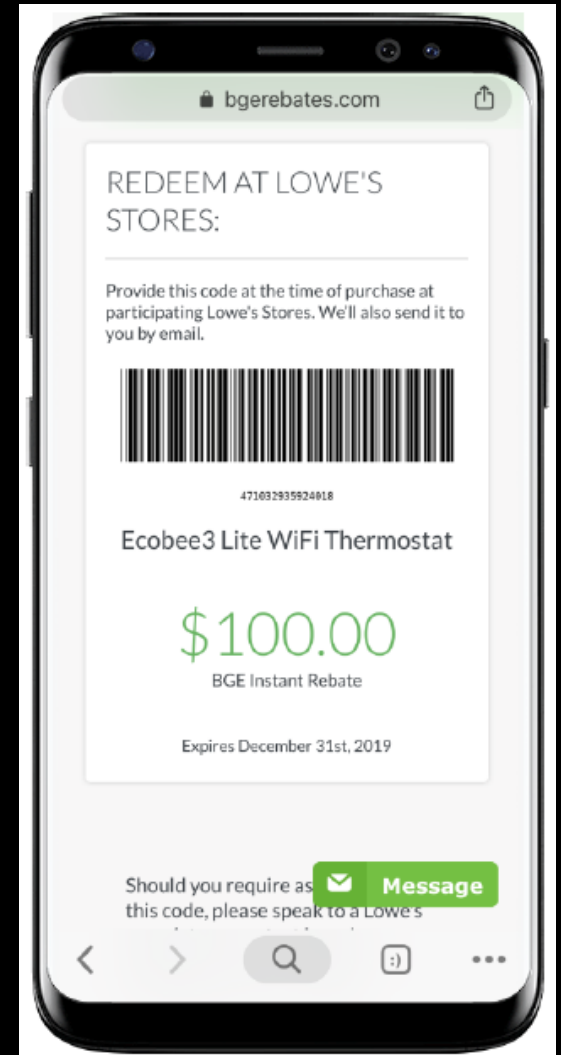 bgerebates.com
REDEEM AT LOWE'S
STORES:
Provide this code at the time of purchase at
participating Lowe's Stores. We'll also send it to
you by email.
471032935924018
Ecobee3 Lite WiFi Thermostat
$100.00
BGE Instant Rebate
Expires December 31st, 2019
Should you require as
Message
this code, please speak to a Lowe's